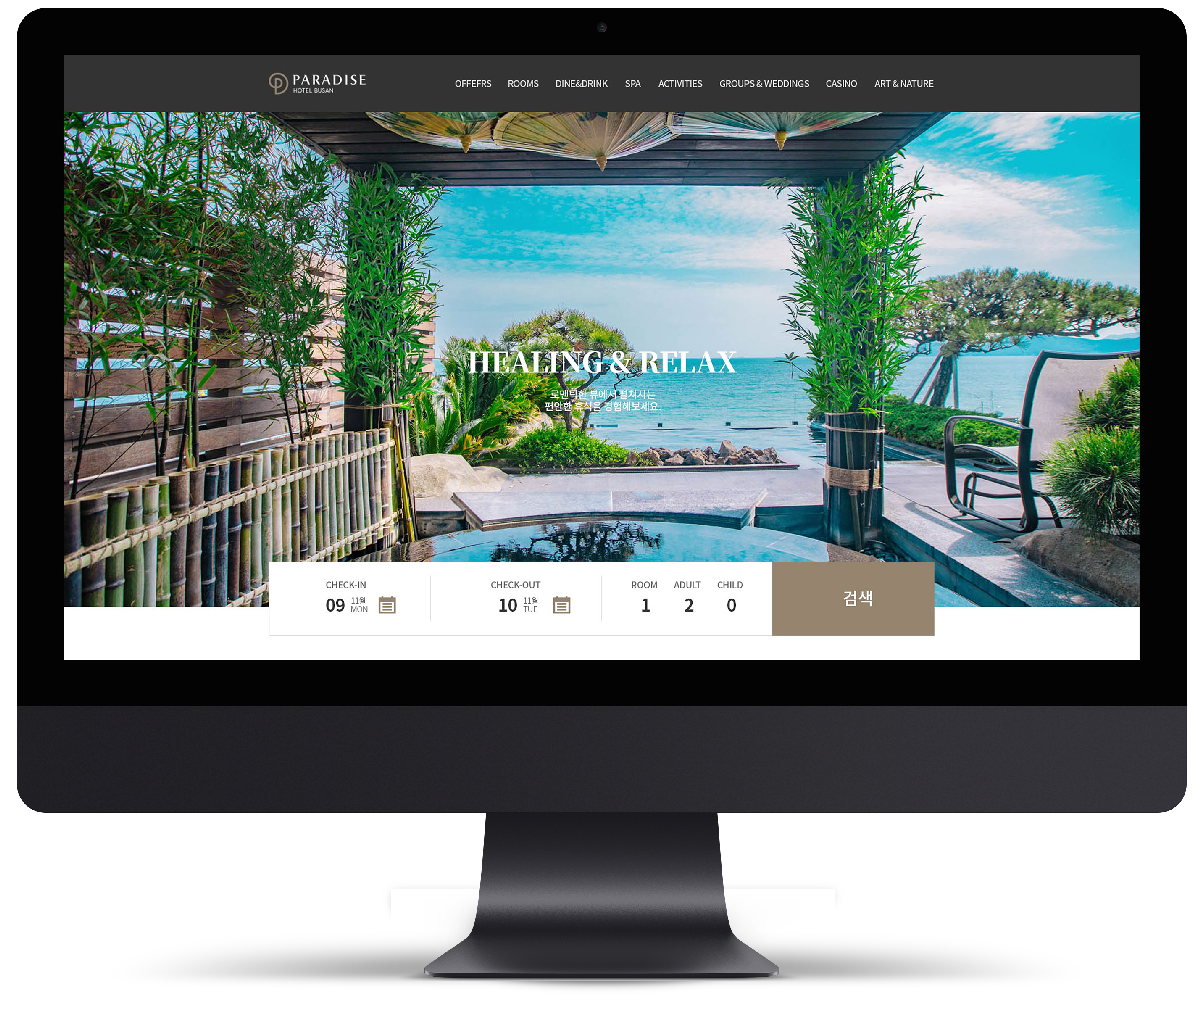 PARADISE
HOTEL BUSAN
OFFEFRS ROOMS DINE&DRINK SPA ACTIVITIES GROUPS & WEDDINGS CASINO ART & NATURE
HEALING & RELAX
로맨틱한 뷰에서 펼쳐지는
편안한 휴식을 경험해보세요.
CHECK-IN CHECK-OUT ROOM ADULT CHILD
09 11월 MON 10 11월 TUE 1 2 0
검색